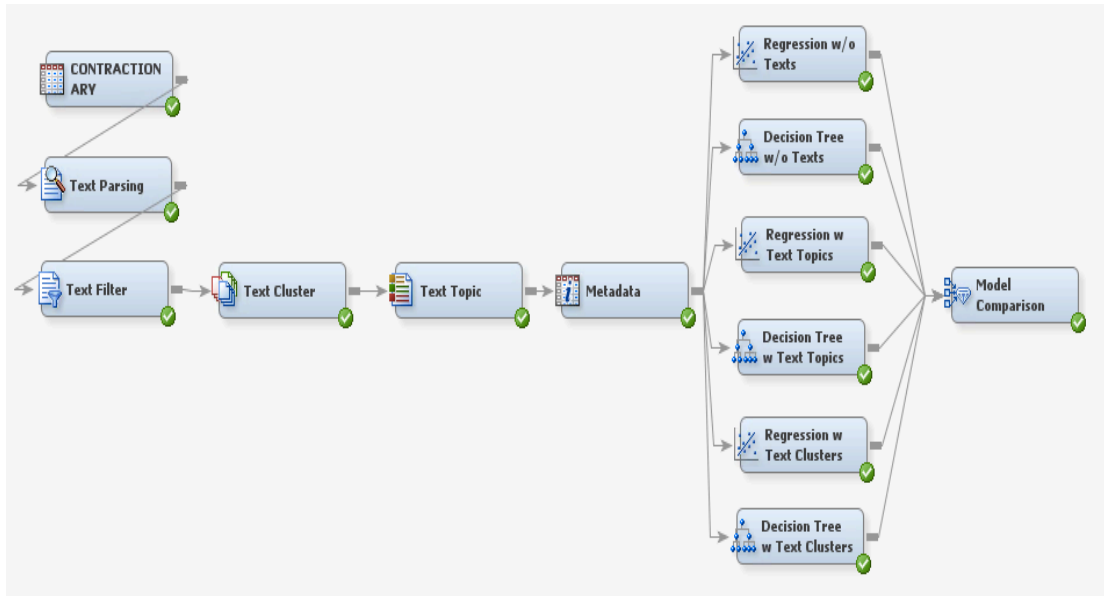 CONTRACTION
ARY
Text Parsing
Text Filter
Text Cluster
Text Topic
Metadata
Regression w/o
Texts
Decision Tree
w/o Texts
Regression w
Text Topics
Decision Tree
w Text Topics
Regression w
Text Clusters
Decision Tree
w Text Clusters
Model
Comparison